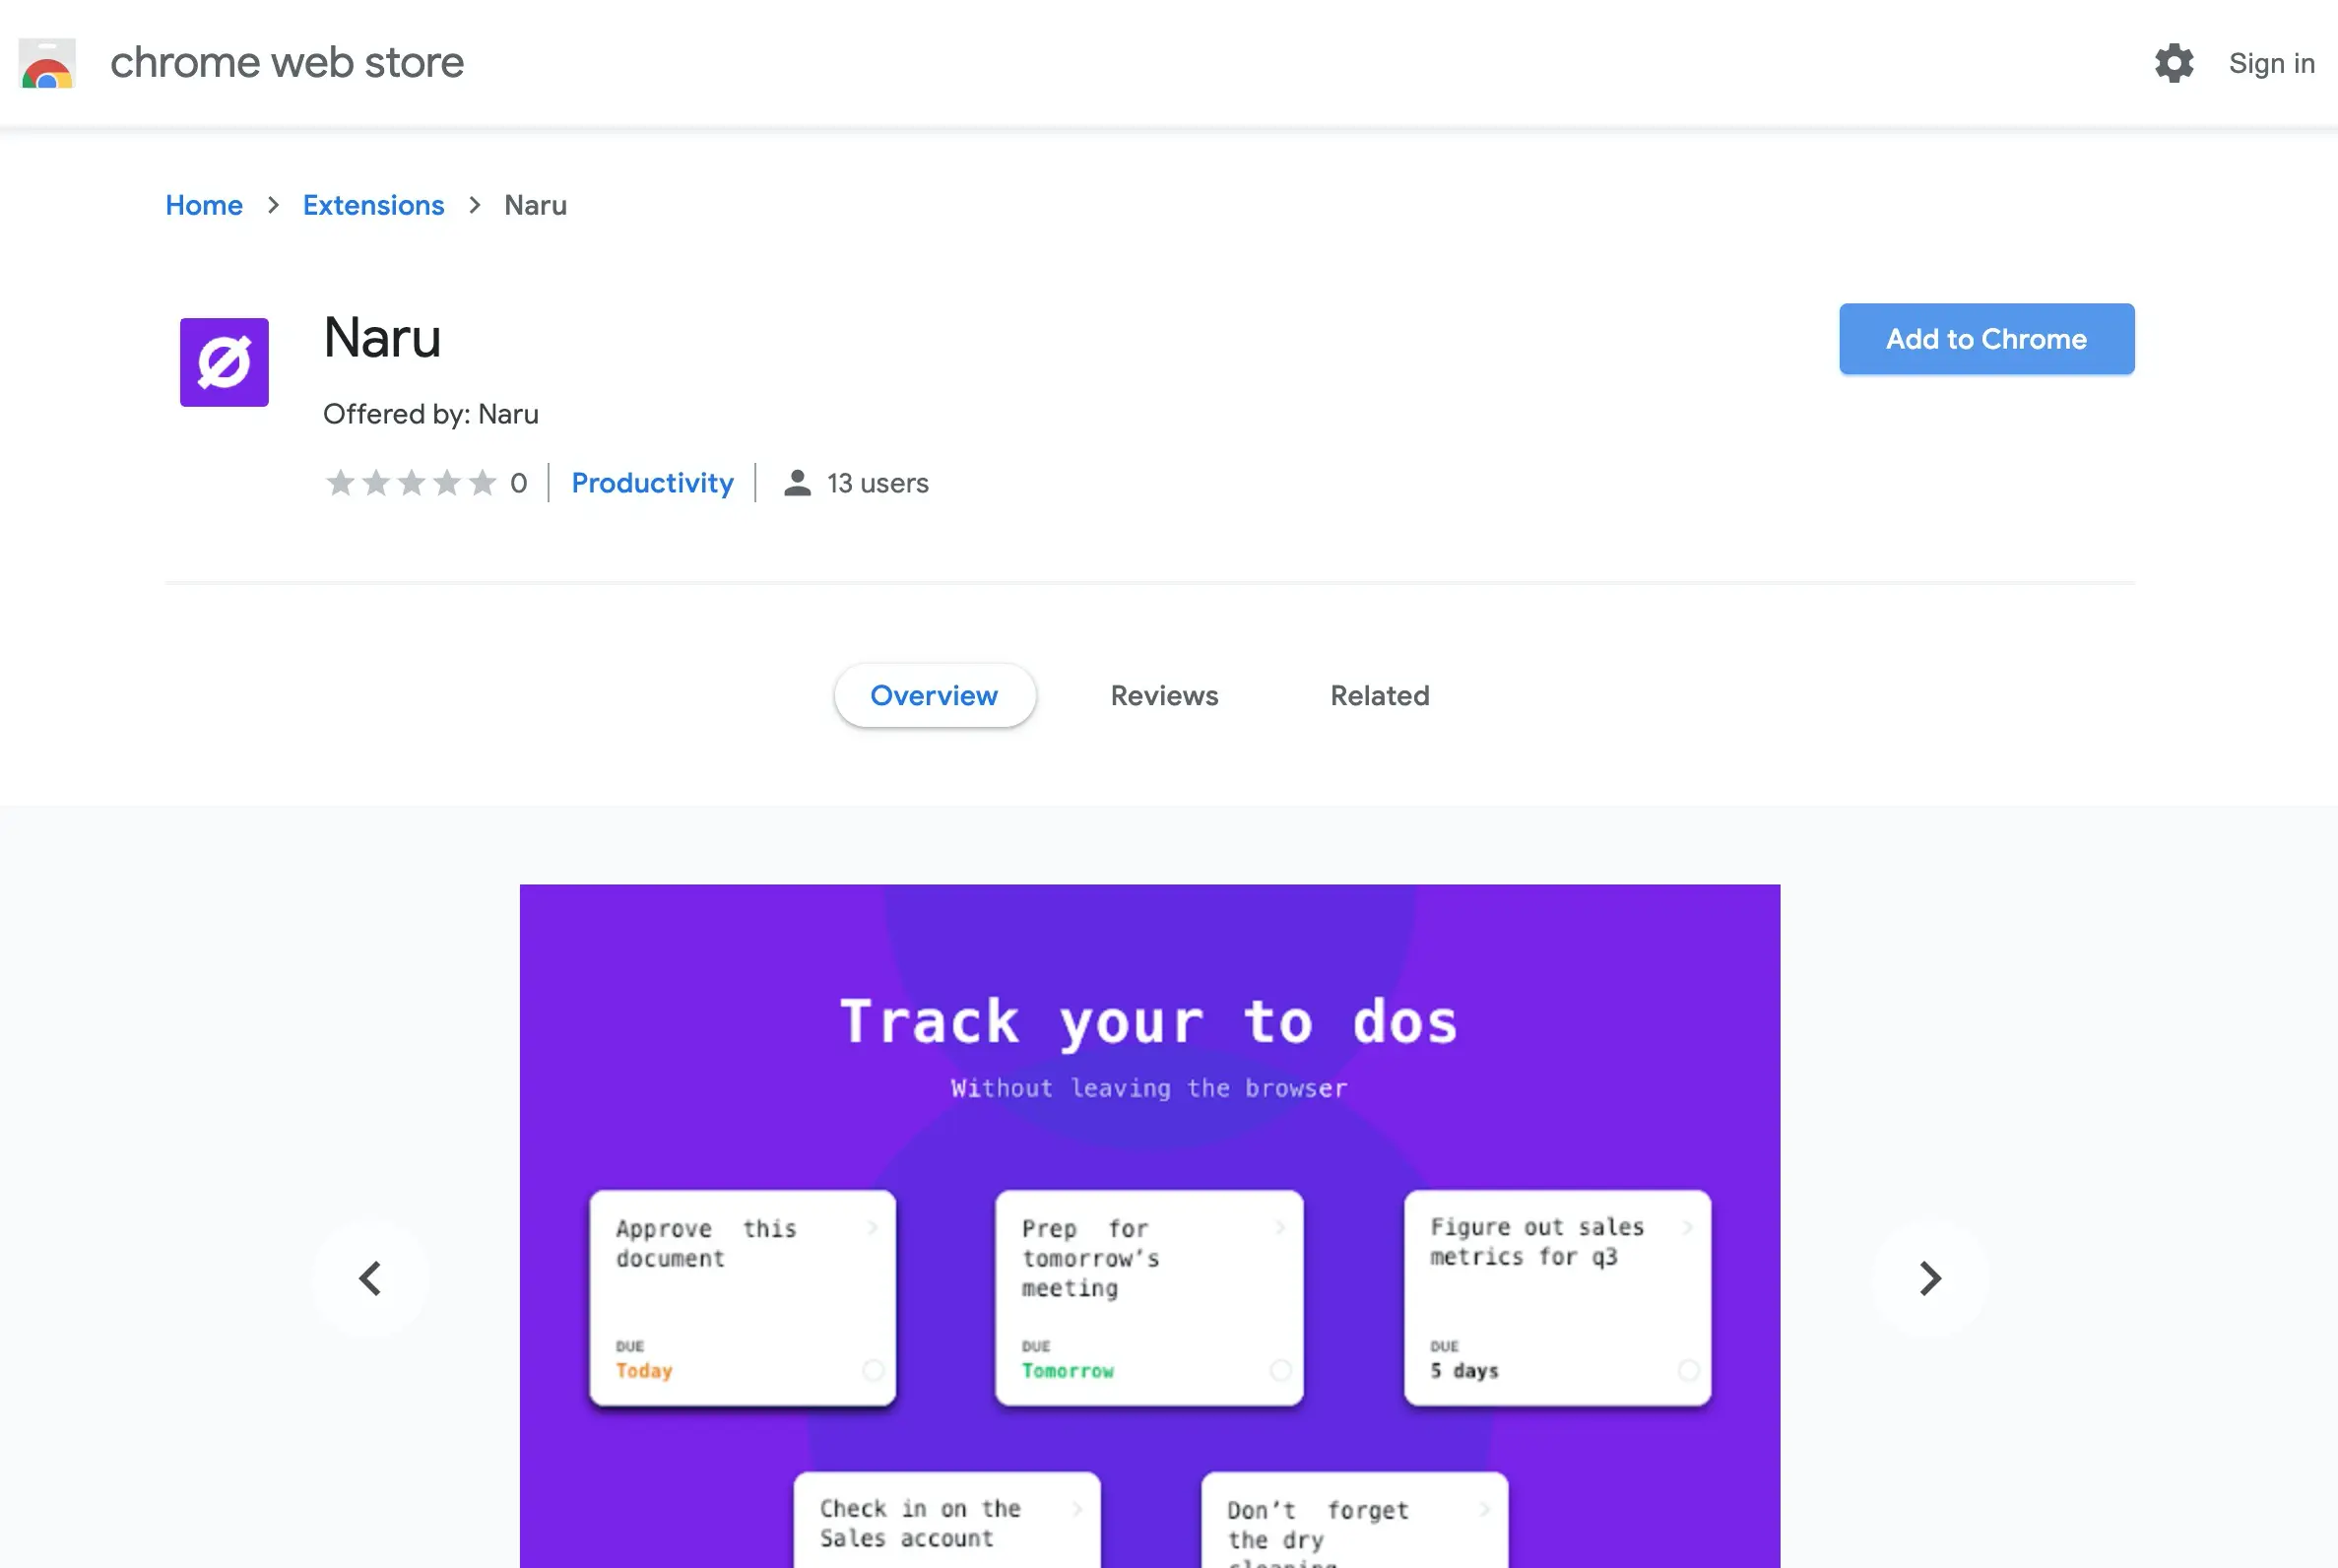 chrome web store
Sign in
Home > Extensions > Naru
Naru
Add to Chrome
Offered by: Naru
0 | Productivity | 13 users
Overview
Reviews
Related
Track your to dos
Without leaving the browser
Approve this
document
DUE
Today
Prep for
tomorrow's
meeting
DUE
Tomorrow
Figure out sales
metrics for q3
DUE
5 days
Check in on the
Sales account
Don't forget
the dry
cleaning